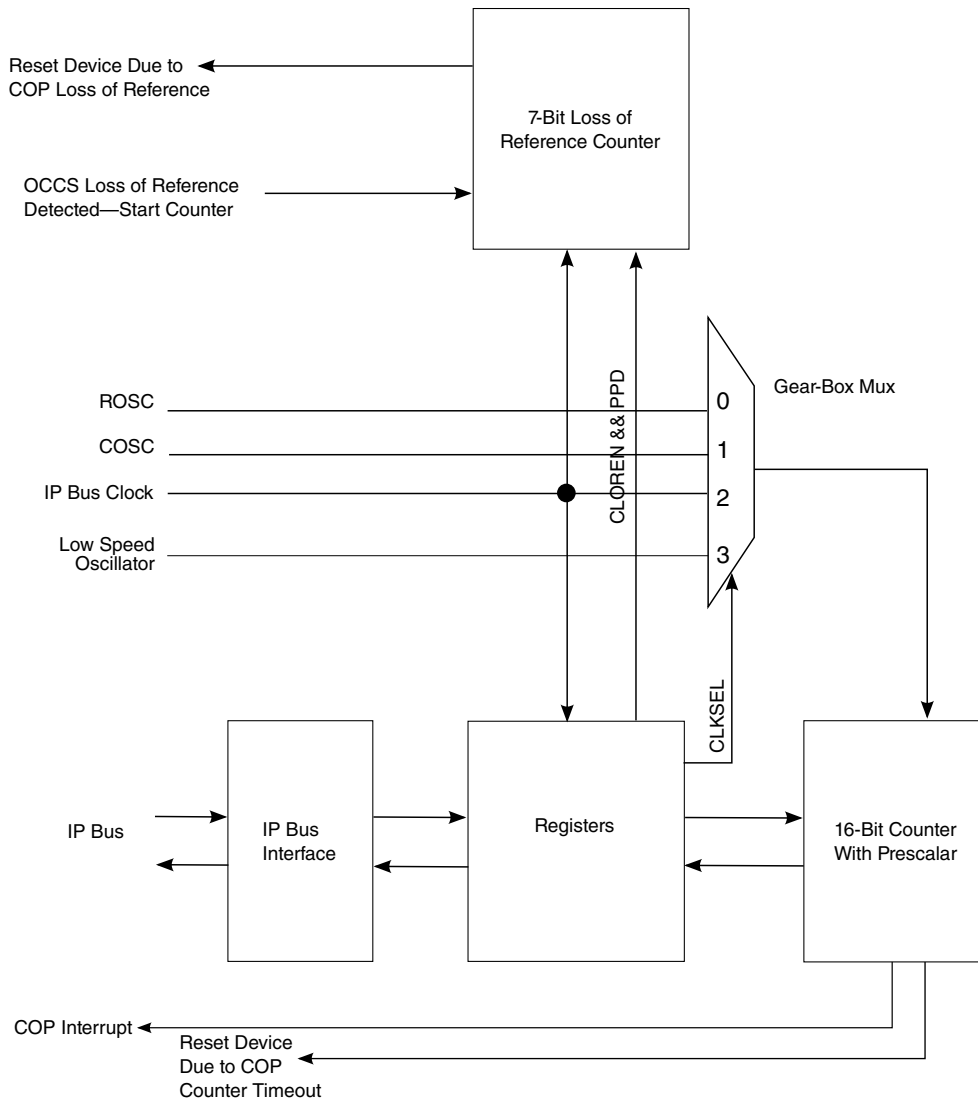 Reset Device Due to
COP Loss of Reference
7-Bit Loss of
Reference Counter
OCCS Loss of Reference
Detected—Start Counter
CLOREN && PPD
Gear-Box Mux
ROSC
0
COSC
1
IP Bus Clock
2
Low Speed
Oscillator
3
CLKSEL
IP Bus
IP Bus
Interface
Registers
16-Bit Counter
With Prescalar
COP Interrupt
Reset Device
Due to COP
Counter Timeout